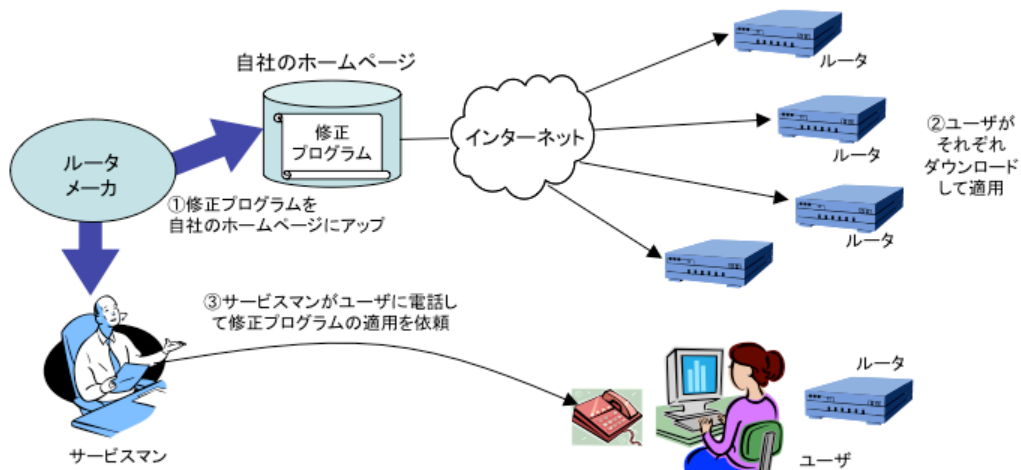 自社のホームページ
修正
プログラム
ルータ
メーカ
①修正プログラムを
自社のホームページにアップ
インターネット
ルータ
ルータ
ルータ
②ユーザが
それぞれ
ダウンロード
して適用
③サービスマンがユーザに電話し
て修正プログラムの適用を依頼
サービスマン
ルータ
ユーザ